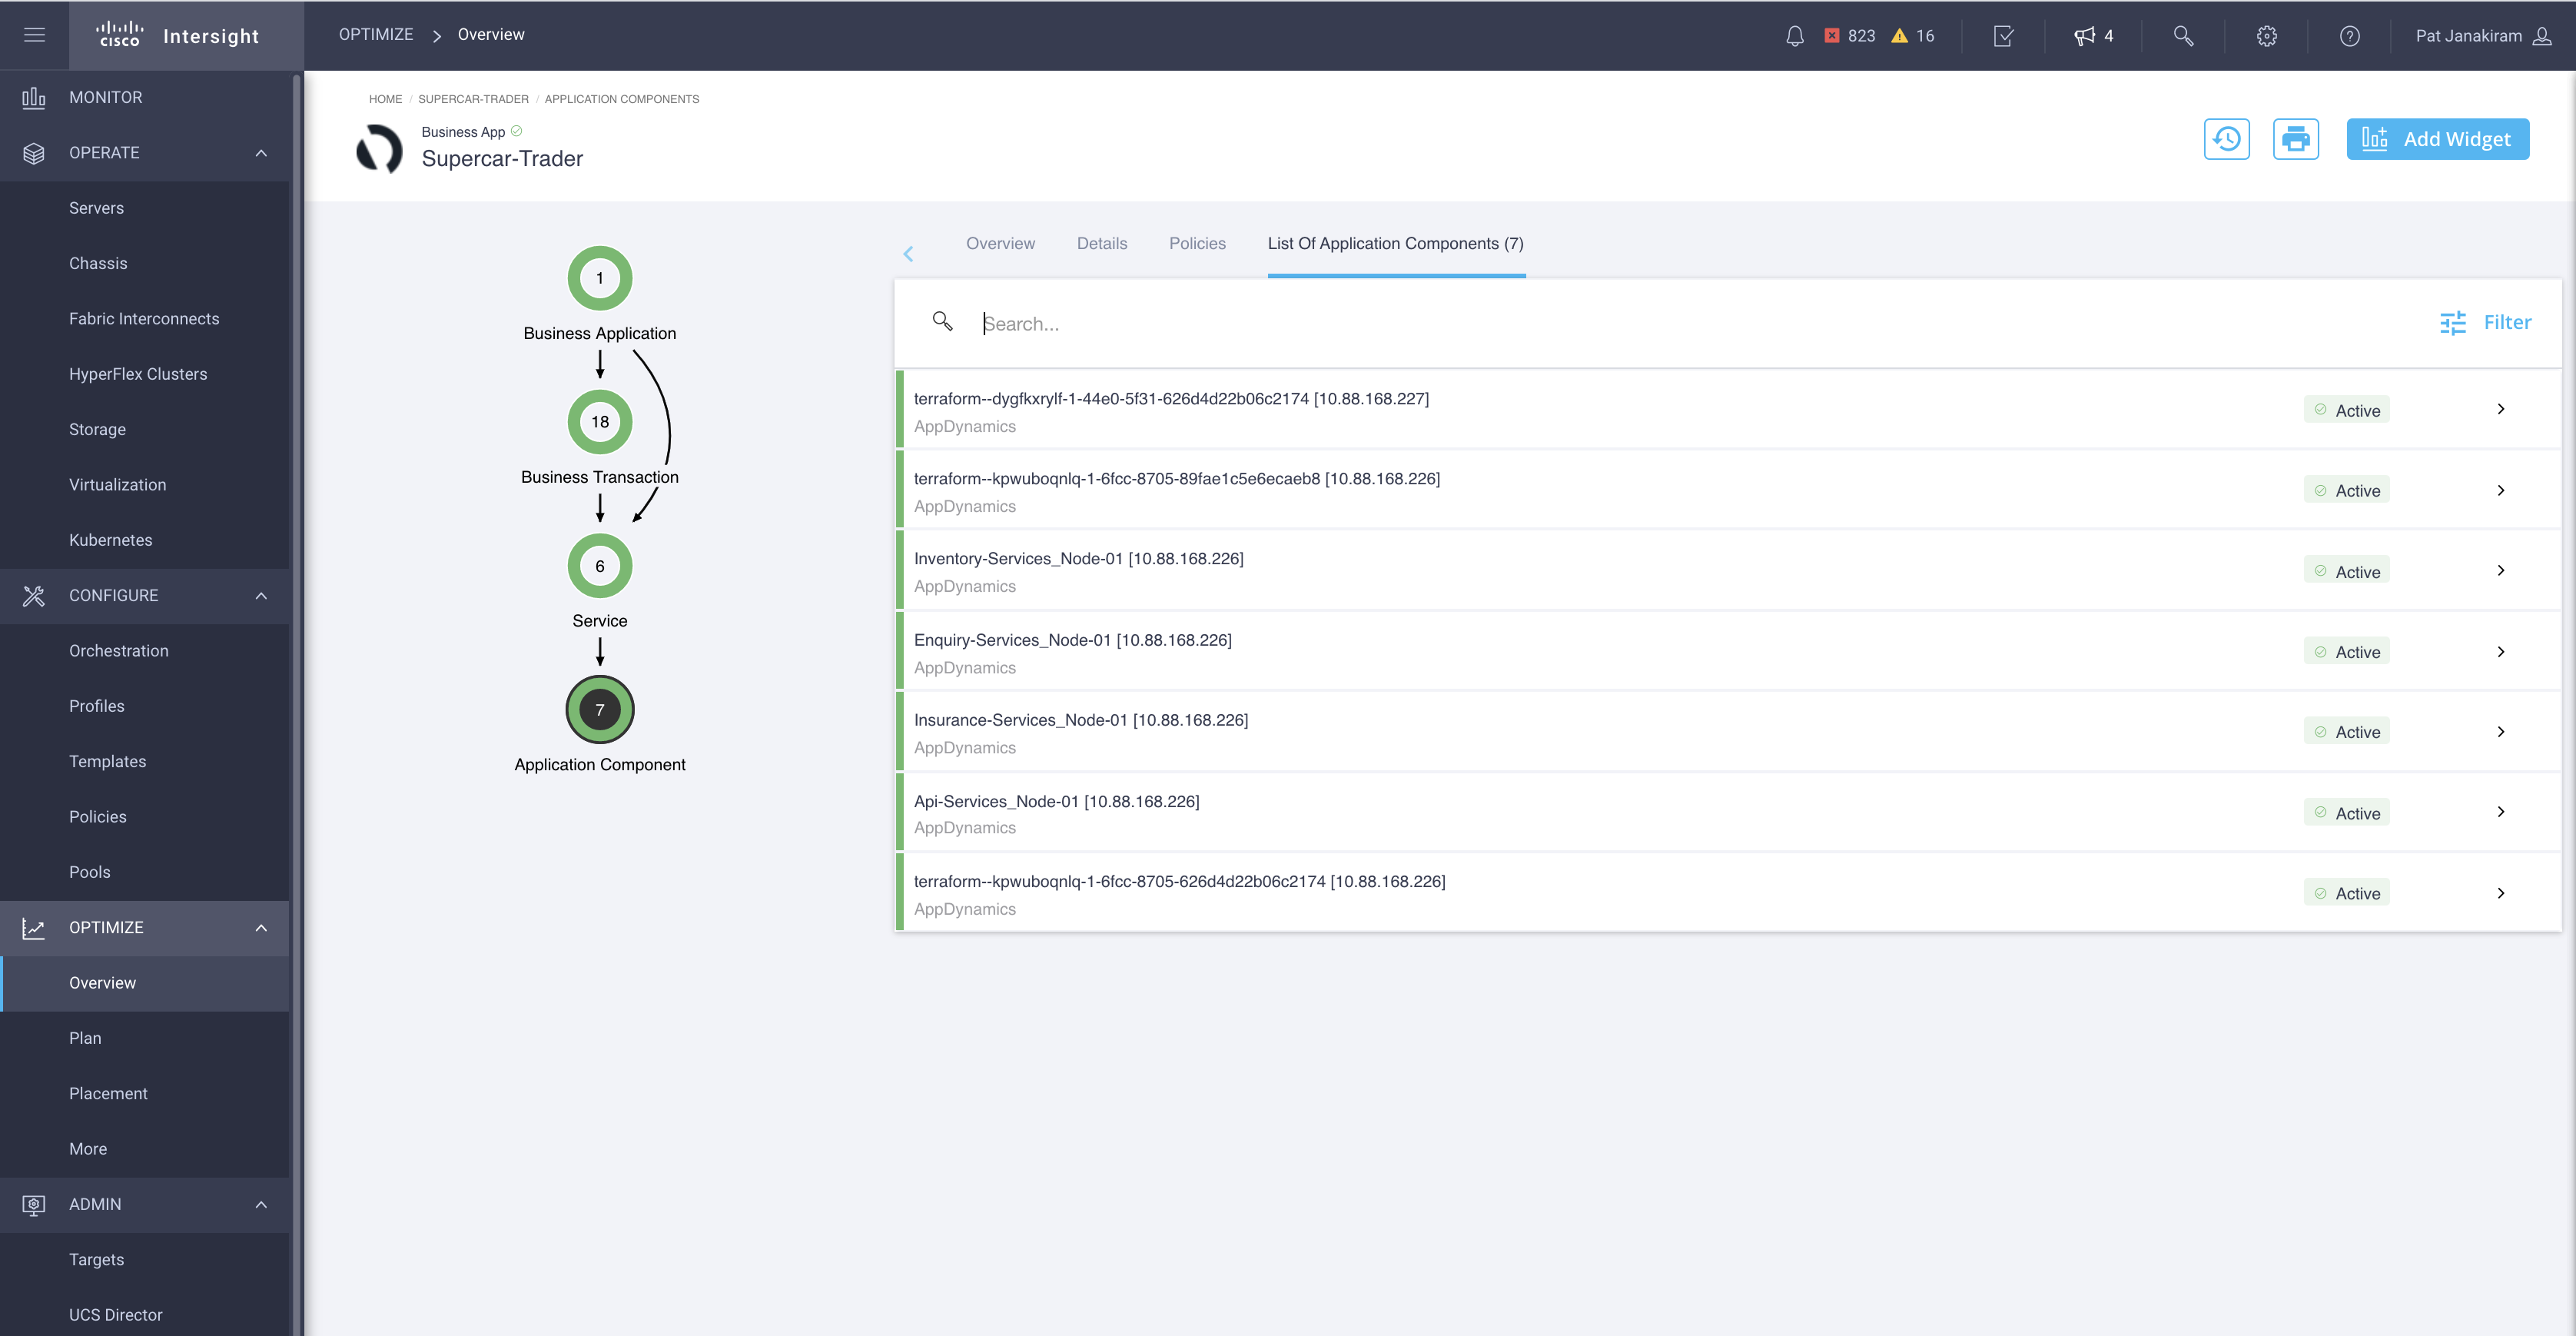 CISCO Intersight
OPTIMIZE > Overview
823 16
4
Pat Janakiram
MONITOR
OPERATE
Servers
Chassis
Fabric Interconnects
HyperFlex Clusters
Storage
Virtualization
Kubernetes
CONFIGURE
Orchestration
Profiles
Templates
Policies
Pools
OPTIMIZE
Overview
Plan
Placement
More
ADMIN
Targets
UCS Director
HOME / SUPERCAR-TRADER / APPLICATION COMPONENTS
Business App
Supercar-Trader
Add Widget
1
Business Application
18
Business Transaction
6
Service
7
Application Component
Overview Details Policies List Of Application Components (7)
Search...
Filter
terraform--dygfkxrylf-1-44e0-5f31-626d4d22b06c2174 [10.88.168.227]
AppDynamics
Active
terraform--kpwuboqnlq-1-6fcc-8705-89fae1c5e6ecaeb8 [10.88.168.226]
AppDynamics
Active
Inventory-Services_Node-01 [10.88.168.226]
AppDynamics
Active
Enquiry-Services_Node-01 [10.88.168.226]
AppDynamics
Active
Insurance-Services_Node-01 [10.88.168.226]
AppDynamics
Active
Api-Services_Node-01 [10.88.168.226]
AppDynamics
Active
terraform--kpwuboqnlq-1-6fcc-8705-626d4d22b06c2174 [10.88.168.226]
AppDynamics
Active